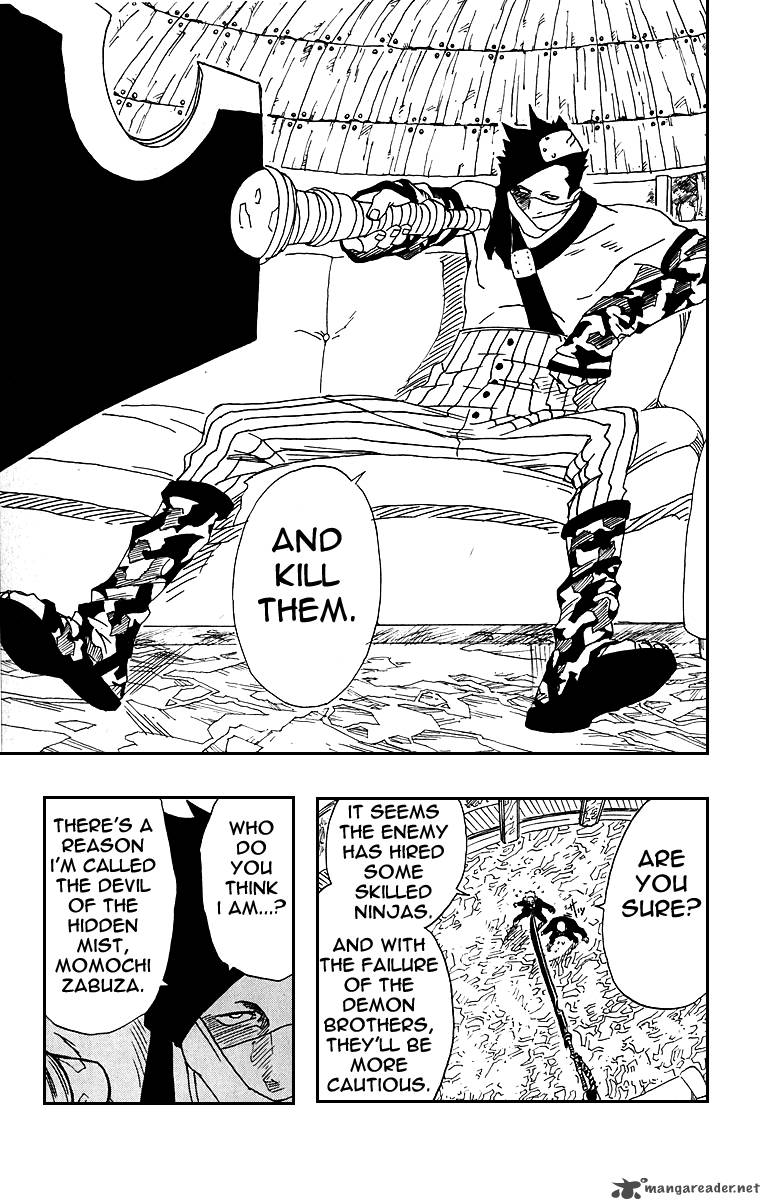 AND
KILL
THEM.
ARE
YOU
SURE?
IT SEEMS
THE ENEMY
HAS HIRED
SOME
SKILLED
NINJAS.
AND WITH
THE FAILURE
OF THE
DEMON
BROTHERS,
THEY'LL BE
MORE
CAUTIOUS.
WHO
DO
YOU
THINK
I AM...?
THERE'S A
REASON
I'M CALLED
THE DEVIL
OF THE
HIDDEN
MIST,
MOMOCHI
ZABUZA.
mangareader.net